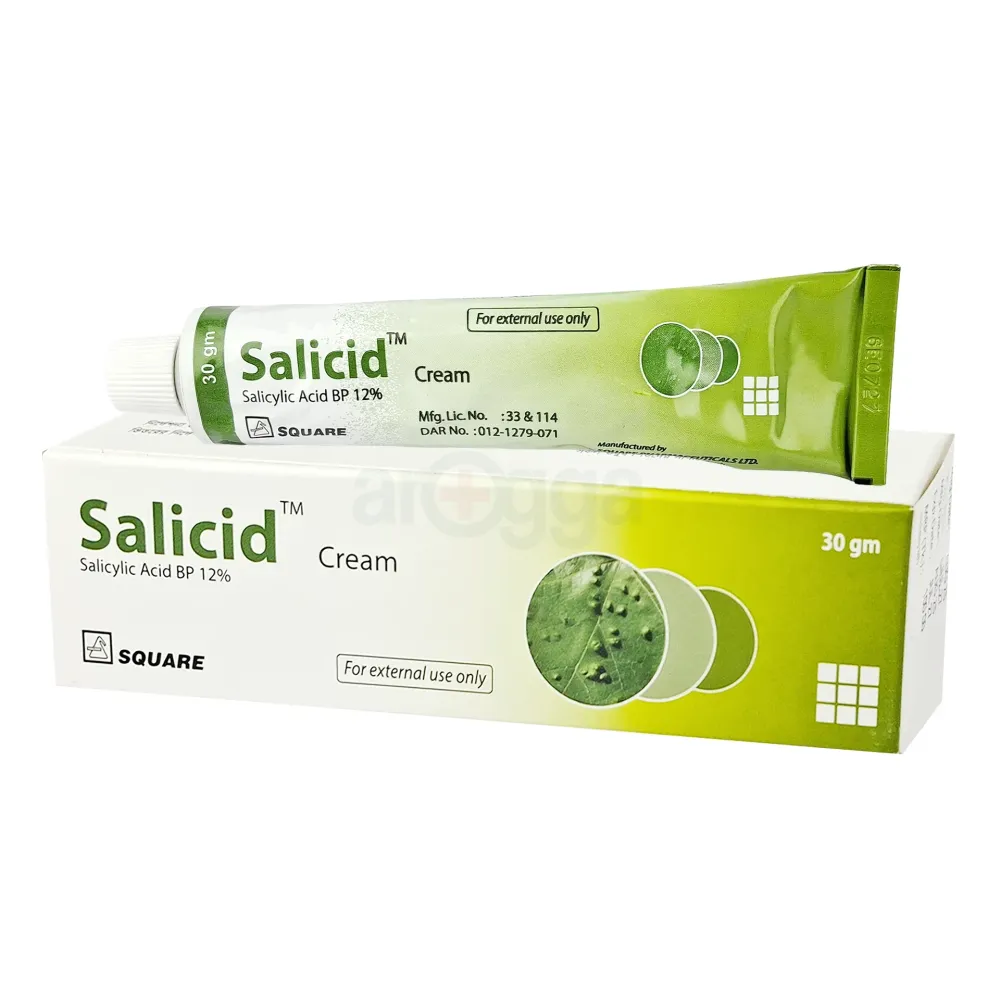 30 gm
Salicid™
Cream
Salicylic Acid BP 12%
SQUARE
For external use only
Mfg. Lic. No. : 33 & 114
DAR No. : 012-1279-071
Manufactured by
arogga
Salicid™
Cream
Salicylic Acid BP 12%
SQUARE
For external use only
30 gm